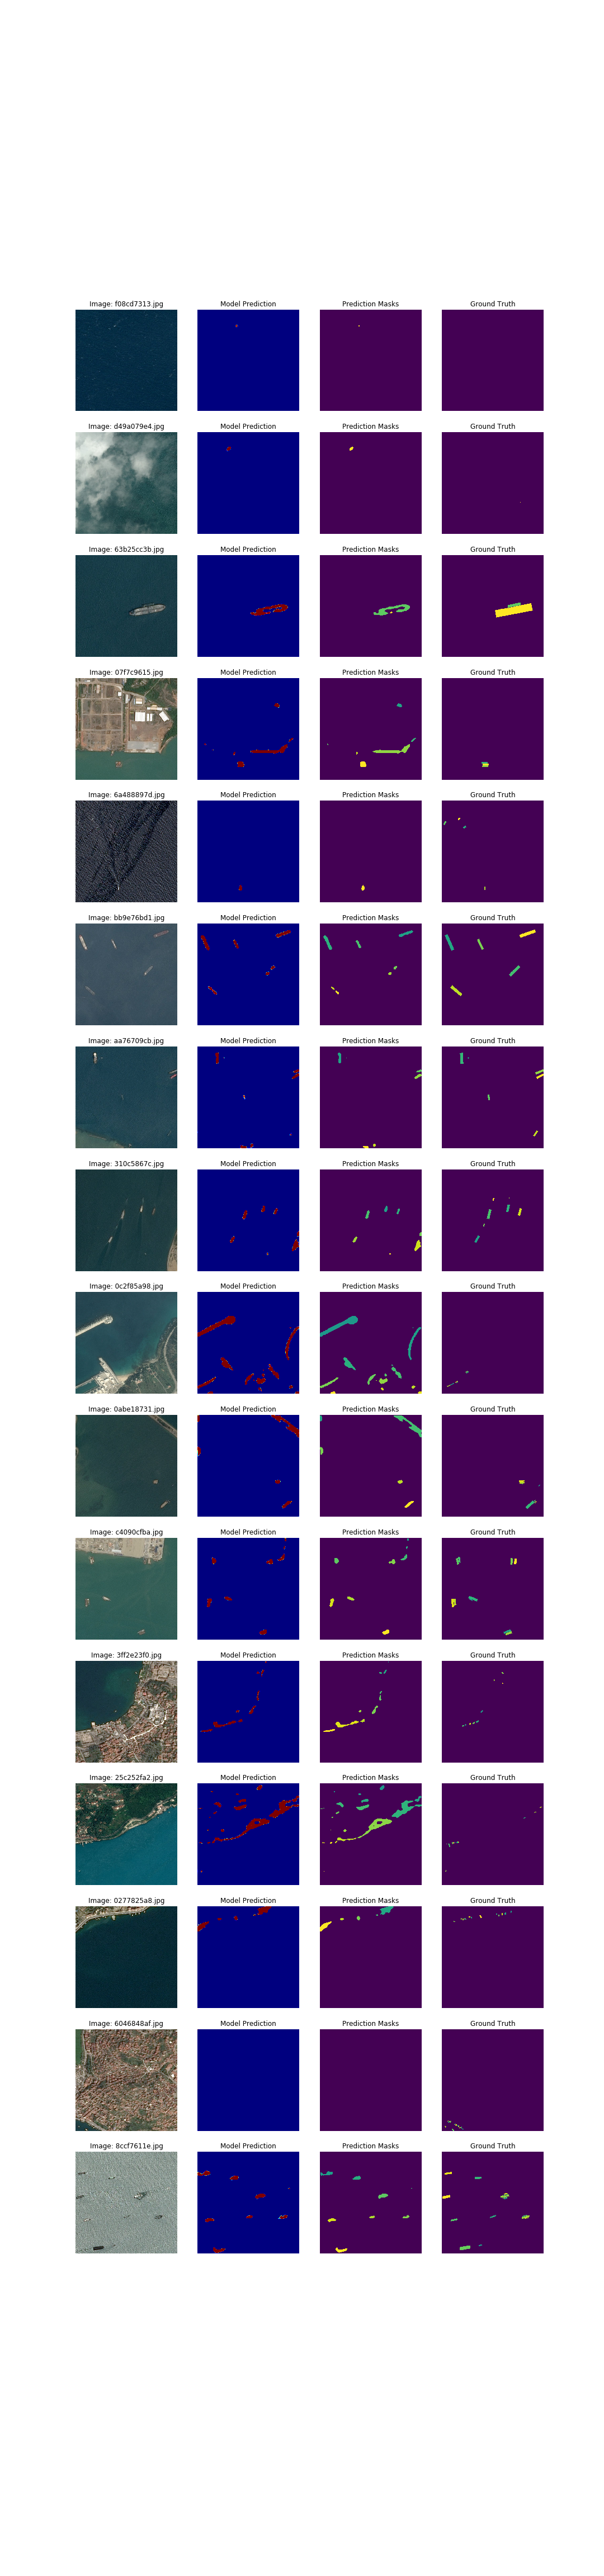 Image: f08cd7313.jpg Model Prediction Prediction Masks Ground Truth
Image: d49a079e4.jpg Model Prediction Prediction Masks Ground Truth
Image: 63b25cc3b.jpg Model Prediction Prediction Masks Ground Truth
Image: 07f7c9615.jpg Model Prediction Prediction Masks Ground Truth
Image: 6a488897d.jpg Model Prediction Prediction Masks Ground Truth
Image: bb9e76bd1.jpg Model Prediction Prediction Masks Ground Truth
Image: aa76709cb.jpg Model Prediction Prediction Masks Ground Truth
Image: 310c5867c.jpg Model Prediction Prediction Masks Ground Truth
Image: 0c2f85a98.jpg Model Prediction Prediction Masks Ground Truth
Image: 0abe18731.jpg Model Prediction Prediction Masks Ground Truth
Image: c4090cfba.jpg Model Prediction Prediction Masks Ground Truth
Image: 3ff2e23f0.jpg Model Prediction Prediction Masks Ground Truth
Image: 25c252fa2.jpg Model Prediction Prediction Masks Ground Truth
Image: 0277825a8.jpg Model Prediction Prediction Masks Ground Truth
Image: 6046848af.jpg Model Prediction Prediction Masks Ground Truth
Image: 8ccf7611e.jpg Model Prediction Prediction Masks Ground Truth